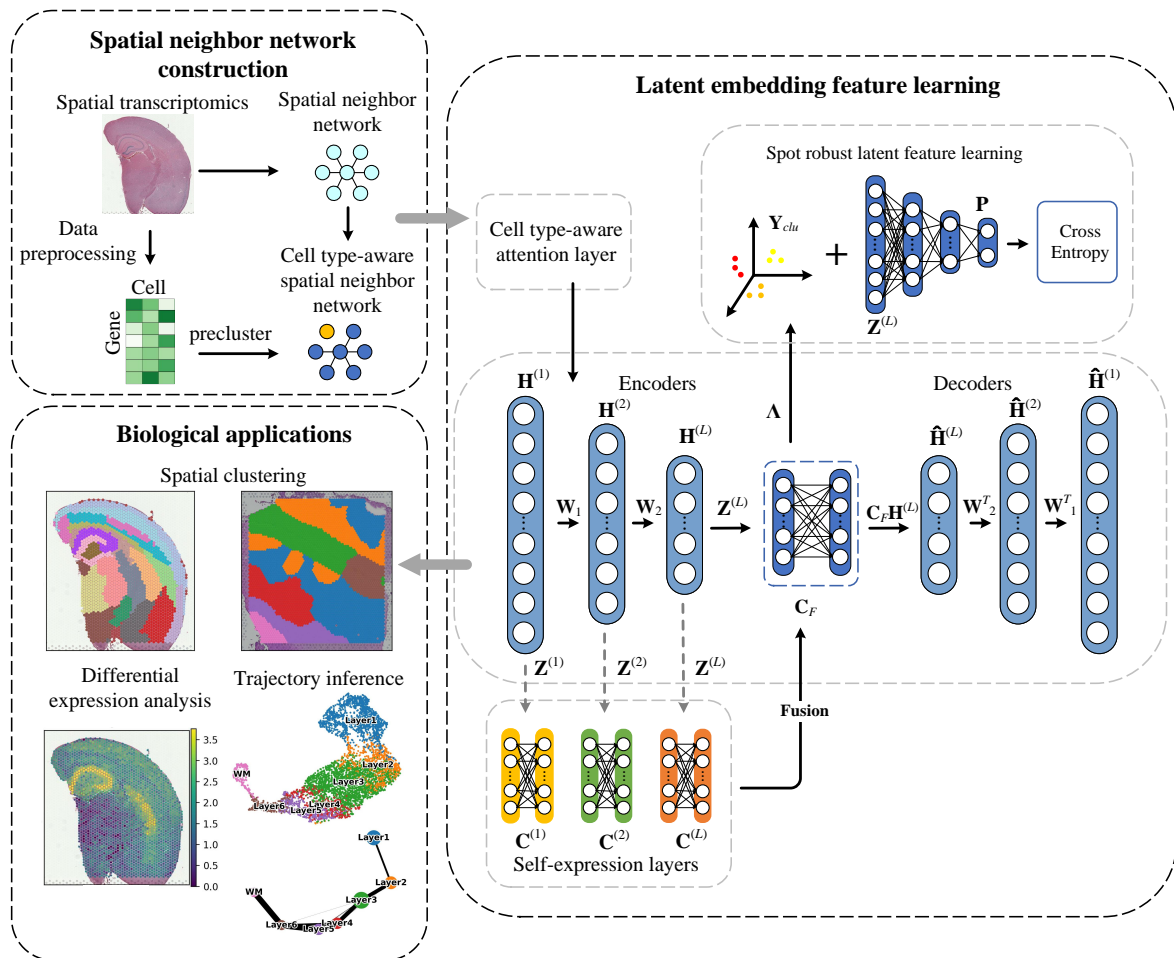 Spatial neighbor network
construction
Spatial transcriptomics
Spatial neighbor
network
Data
preprocessing
Cell type-aware
spatial neighbor
network
Cell
Gene
precluster
Latent embedding feature learning
Cell type-aware
attention layer
Spot robust latent feature learning
Y_clu
P
Z^(L)
Cross
Entropy
Encoders
Decoders
H^(1)
H^(2)
H^(L)
W_1
W_2
Z^(L)
Λ
C_F
C_F H^(L)
Ĥ^(L)
W^T_2
Ĥ^(2)
W^T_1
Ĥ^(1)
Z^(1)
Z^(2)
Z^(L)
Fusion
C^(1)
C^(2)
C^(L)
Self-expression layers
Biological applications
Spatial clustering
Differential
expression analysis
3.5
3.0
2.5
2.0
1.5
1.0
0.5
0.0
Trajectory inference
Layer1
WM
Layer2
Layer3
Layer4
Layer6
Layer5
Layer1
Layer2
WM
Layer3
Layer4
Layer6
Layer5